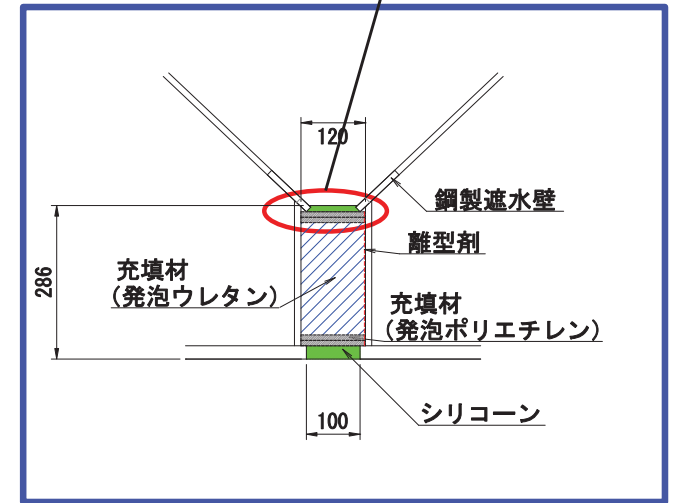 120
鋼製遮水壁
離型剤
286
充填材
(発泡ウレタン)
充填材
(発泡ポリエチレン)
100
シリコーン